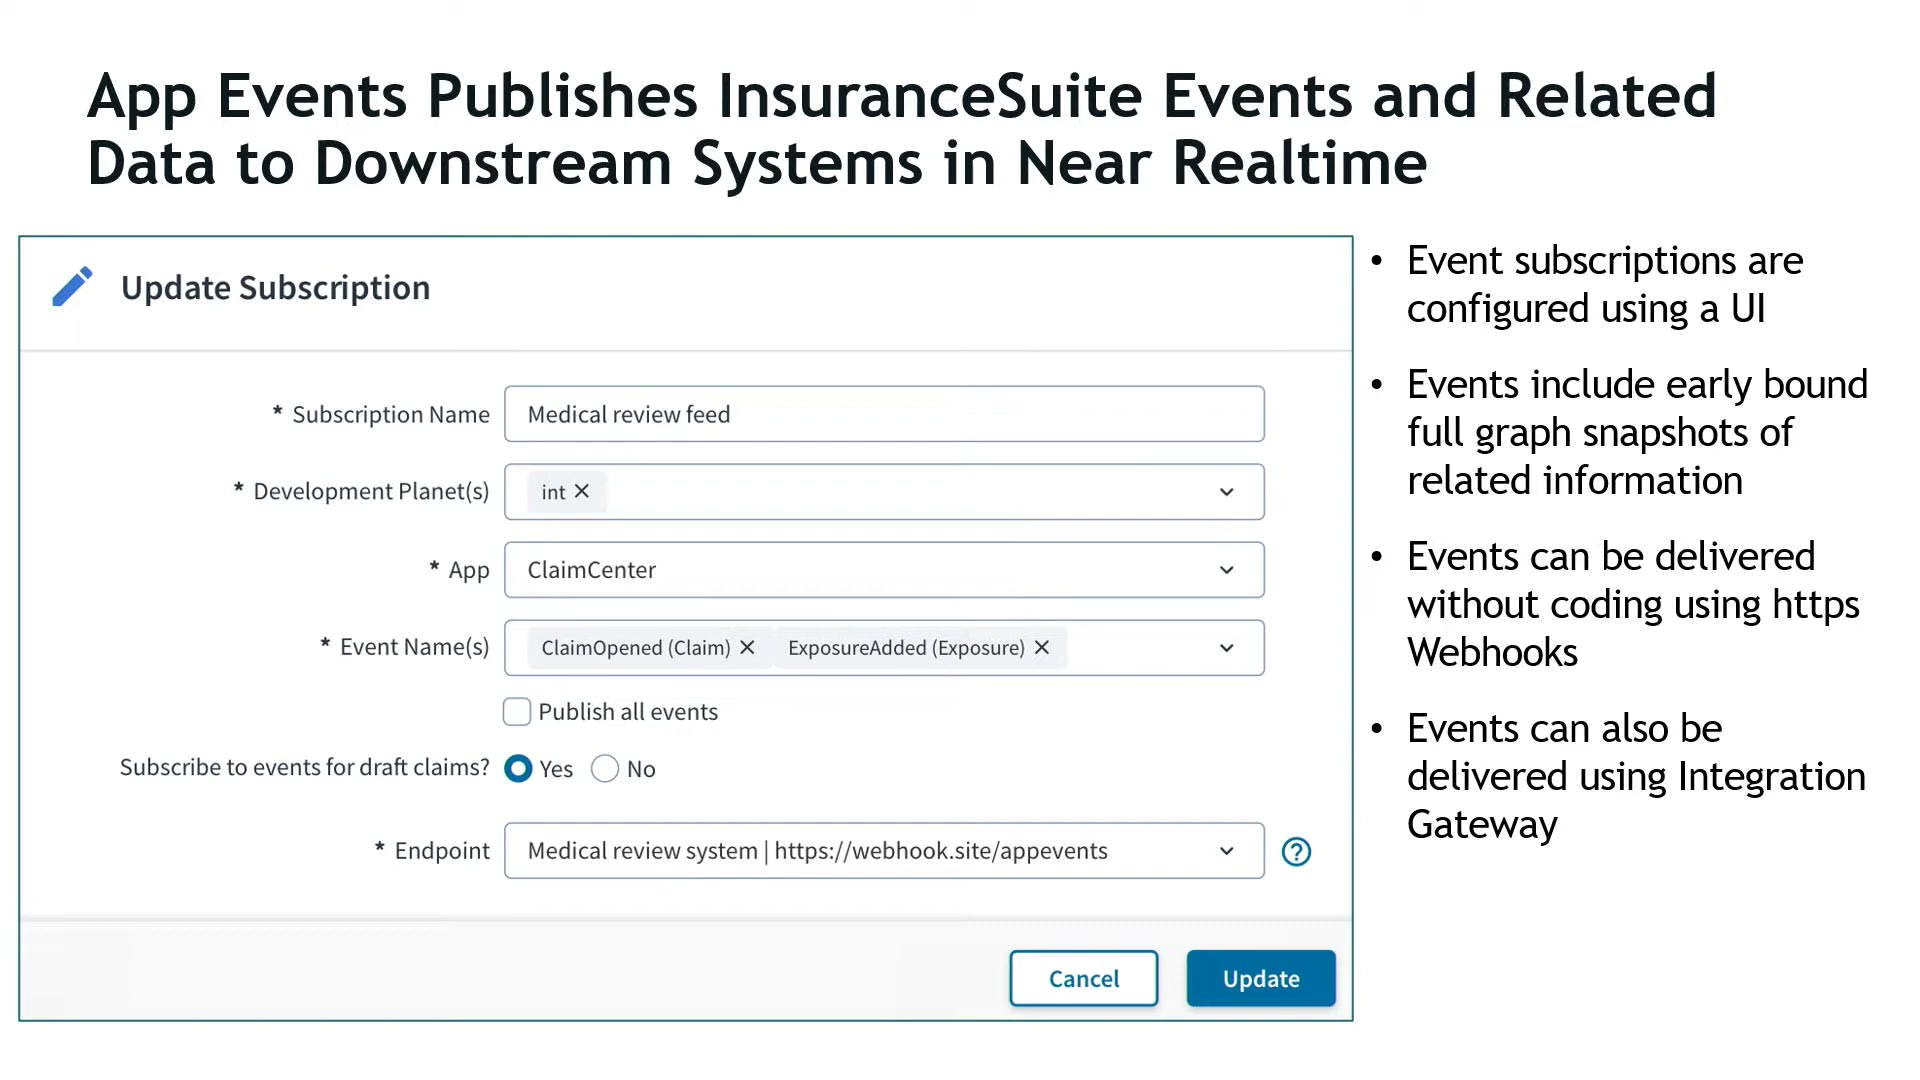 App Events Publishes InsuranceSuite Events and Related
Data to Downstream Systems in Near Realtime
Update Subscription
* Subscription Name
Medical review feed
* Development Planet(s)
int ✕
* App
ClaimCenter
* Event Name(s)
ClaimOpened (Claim) ✕ ExposureAdded (Exposure) ✕
Publish all events
Subscribe to events for draft claims?
Yes
No
* Endpoint
Medical review system | https://webhook.site/appevents
?
Cancel
Update
• Event subscriptions are
configured using a UI
• Events include early bound
full graph snapshots of
related information
• Events can be delivered
without coding using https
Webhooks
• Events can also be
delivered using Integration
Gateway